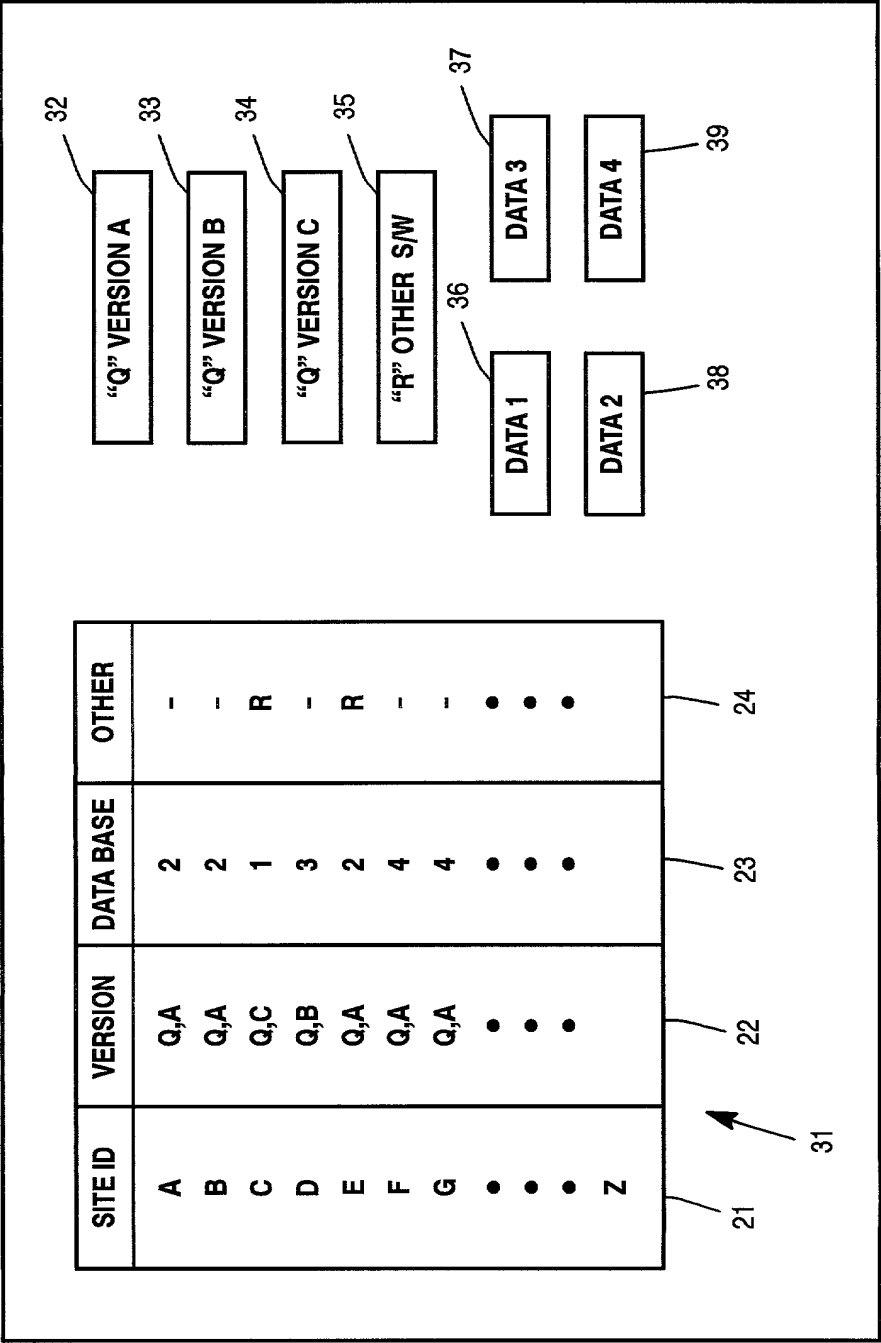 SITE ID VERSION DATA BASE OTHER
A Q,A 2 –
B Q,A 2 –
C Q,C 1 R
D Q,B 3 –
E Q,A 2 R
F Q,A 4 –
G Q,A 4 –
• • • •
• • • •
• • • •
Z
21 22 23 24
31
"Q" VERSION A
32
"Q" VERSION B
33
"Q" VERSION C
34
"R" OTHER S/W
35
36
37
DATA 1 DATA 3
DATA 2 DATA 4
38
39